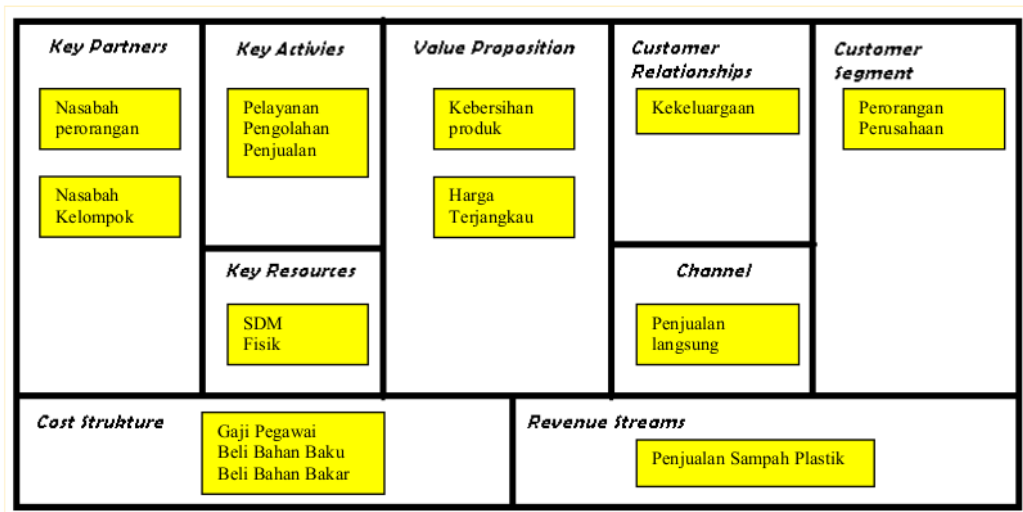 Key Partners
Nasabah
perorangan
Nasabah
Kelompok
Key Activies
Pelayanan
Pengolahan
Penjualan
Key Resources
SDM
Fisik
Value Proposition
Kebersihan
produk
Harga
Terjangkau
Customer
Relationships
Kekeluargaan
Channel
Penjualan
langsung
Customer
Segment
Perorangan
Perusahaan
Cost Strukture
Gaji Pegawai
Beli Bahan Baku
Beli Bahan Bakar
Revenue Streams
Penjualan Sampah Plastik